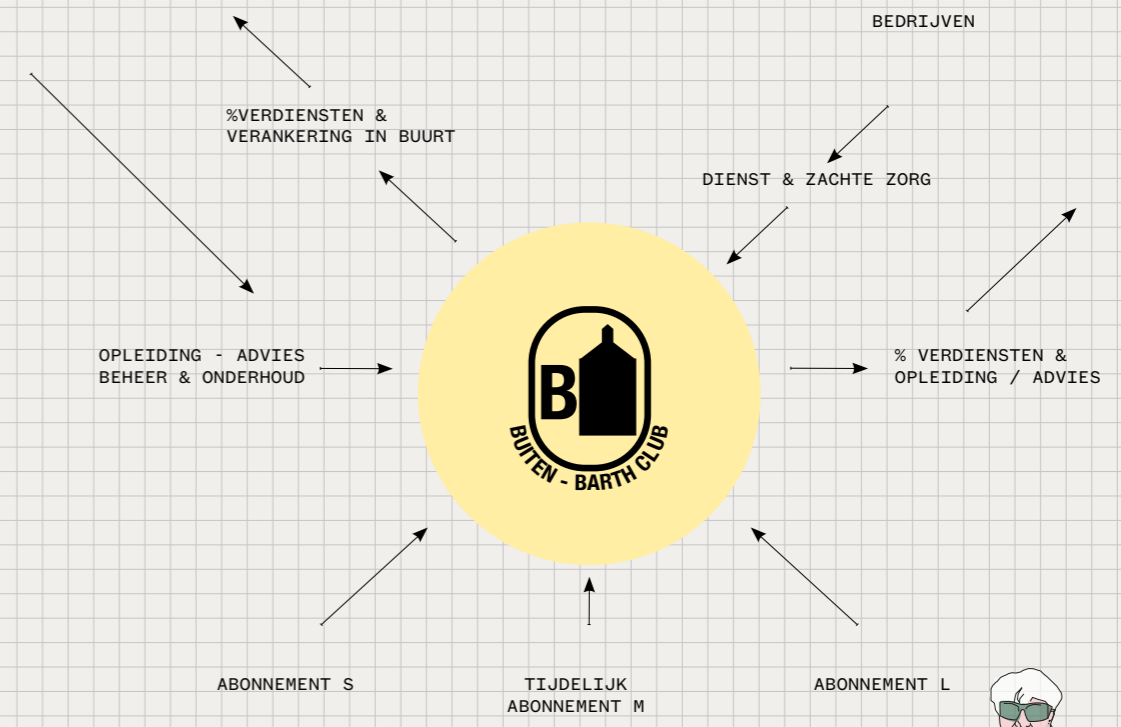 BEDRIJVEN
%VERDIENSTEN &
VERANKERING IN BUURT
DIENST & ZACHTE ZORG
OPLEIDING - ADVIES
BEHEER & ONDERHOUD
% VERDIENSTEN &
OPLEIDING / ADVIES
B
BUITEN - BARTH CLUB
ABONNEMENT S
TIJDELIJK
ABONNEMENT M
ABONNEMENT L